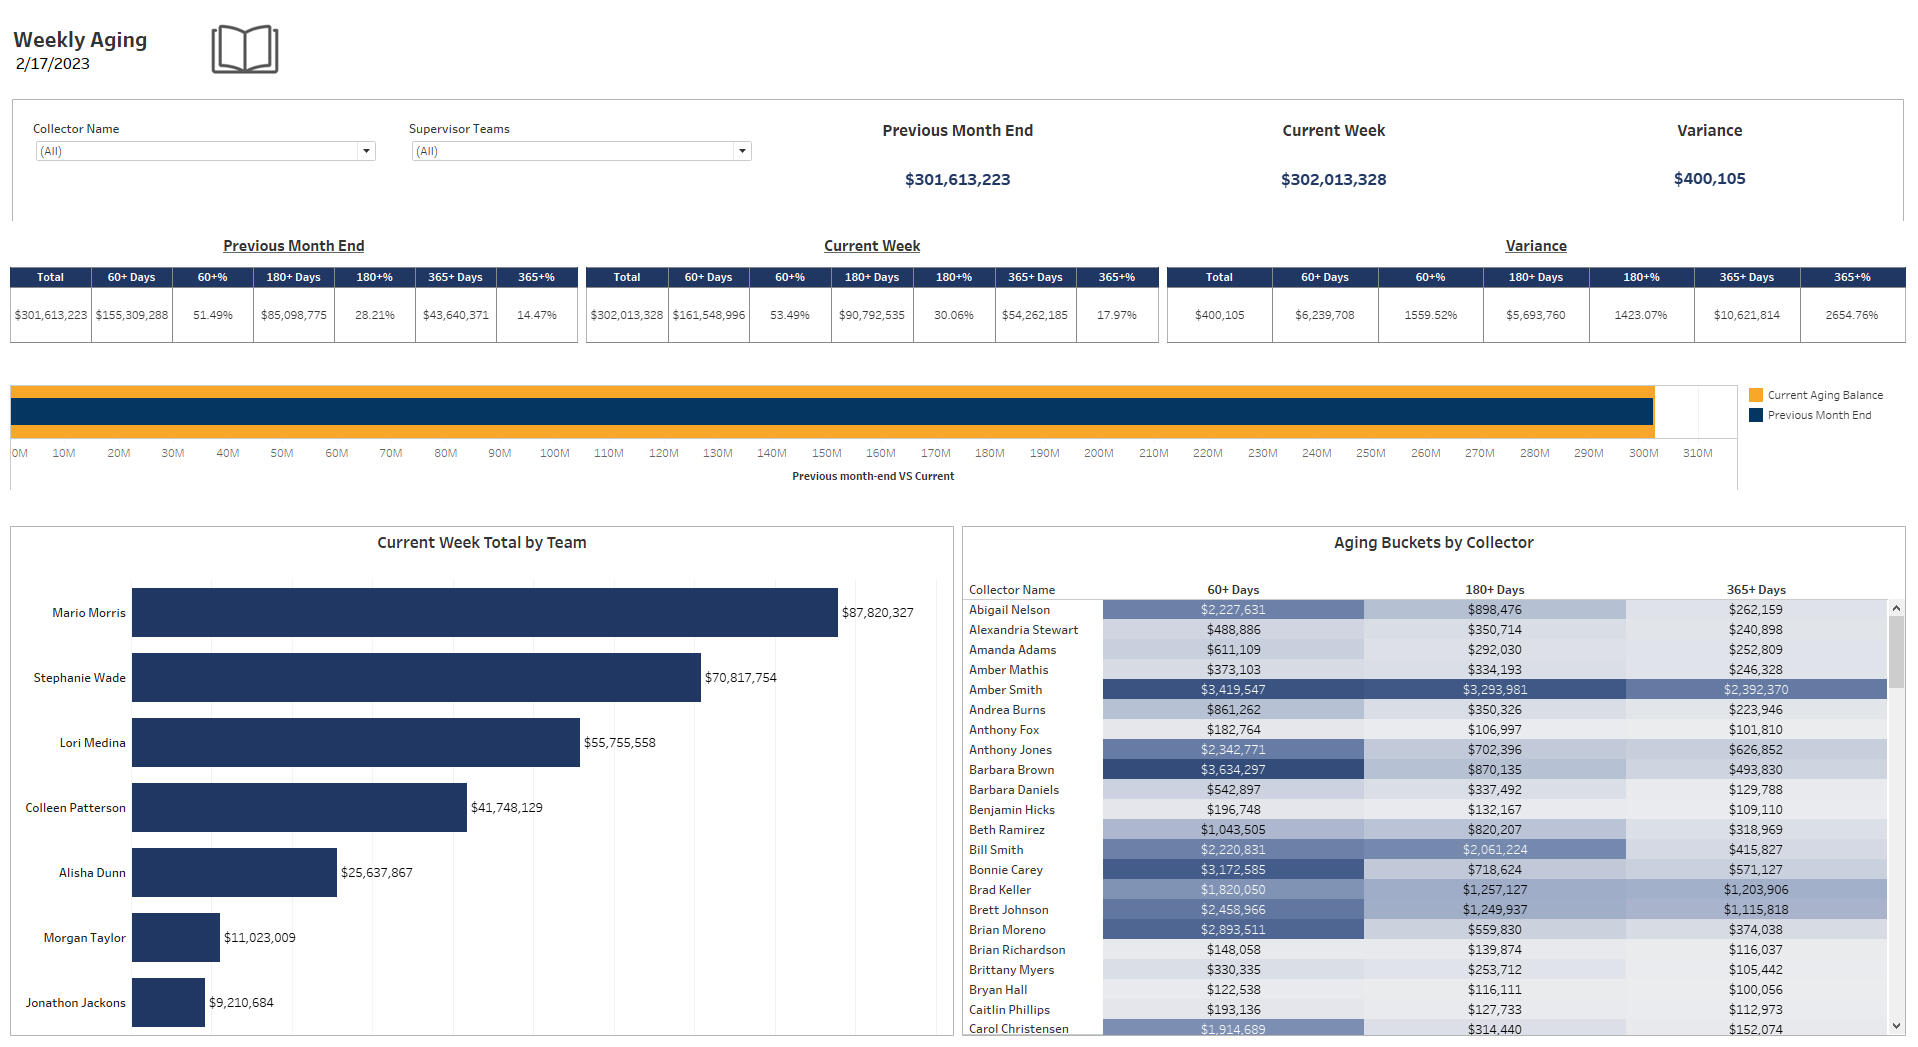 Weekly Aging
2/17/2023
Collector Name
(All)
Supervisor Teams
(All)
Previous Month End
$301,613,223
Current Week
$302,013,328
Variance
$400,105
Previous Month End
Total 60+ Days 60+% 180+ Days 180+% 365+ Days 365+%
$301,613,223 $155,309,288 51.49% $85,098,775 28.21% $43,640,371 14.47%
Current Week
Total 60+ Days 60+% 180+ Days 180+% 365+ Days 365+%
$302,013,328 $161,548,996 53.49% $90,792,535 30.06% $54,262,185 17.97%
Variance
Total 60+ Days 60+% 180+ Days 180+% 365+ Days 365+%
$400,105 $6,239,708 1559.52% $5,693,760 1423.07% $10,621,814 2654.76%
Current Aging Balance
Previous Month End
0M 10M 20M 30M 40M 50M 60M 70M 80M 90M 100M 110M 120M 130M 140M 150M 160M 170M 180M 190M 200M 210M 220M 230M 240M 250M 260M 270M 280M 290M 300M 310M
Previous month-end VS Current
Current Week Total by Team
Mario Morris $87,820,327
Stephanie Wade $70,817,754
Lori Medina $55,755,558
Colleen Patterson $41,748,129
Alisha Dunn $25,637,867
Morgan Taylor $11,023,009
Jonathon Jackons $9,210,684
Aging Buckets by Collector
Collector Name 60+ Days 180+ Days 365+ Days
Abigail Nelson $2,227,631 $898,476 $262,159
Alexandria Stewart $488,886 $350,714 $240,898
Amanda Adams $611,109 $292,030 $252,809
Amber Mathis $373,103 $334,193 $246,328
Amber Smith $3,419,547 $3,293,981 $2,392,370
Andrea Burns $861,262 $350,326 $223,946
Anthony Fox $182,764 $106,997 $101,810
Anthony Jones $2,342,771 $702,396 $626,852
Barbara Brown $3,634,297 $870,135 $493,830
Barbara Daniels $542,897 $337,492 $129,788
Benjamin Hicks $196,748 $132,167 $109,110
Beth Ramirez $1,043,505 $820,207 $318,969
Bill Smith $2,220,831 $2,061,224 $415,827
Bonnie Carey $3,172,585 $718,624 $571,127
Brad Keller $1,820,050 $1,257,127 $1,203,906
Brett Johnson $2,458,966 $1,249,937 $1,115,818
Brian Moreno $2,893,511 $559,830 $374,038
Brian Richardson $148,058 $139,874 $116,037
Brittany Myers $330,335 $253,712 $105,442
Bryan Hall $122,538 $116,111 $100,056
Caitlin Phillips $193,136 $127,733 $112,973
Carol Christensen $1,914,689 $314,440 $152,074